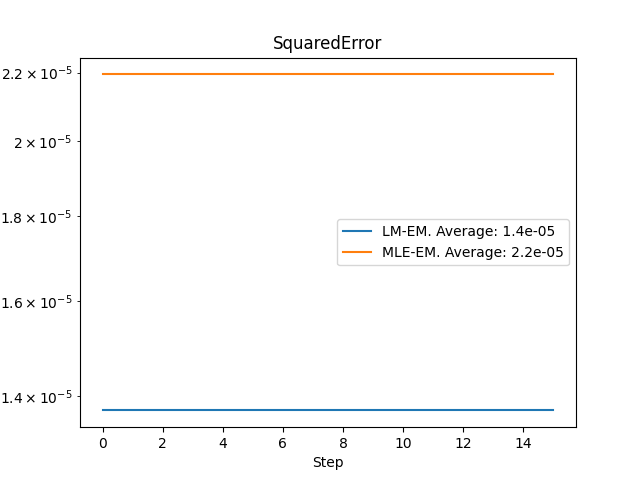 SquaredError
2.2 × 10⁻⁵
2 × 10⁻⁵
1.8 × 10⁻⁵
1.6 × 10⁻⁵
1.4 × 10⁻⁵
LM-EM. Average: 1.4e-05
MLE-EM. Average: 2.2e-05
0 2 4 6 8 10 12 14
Step